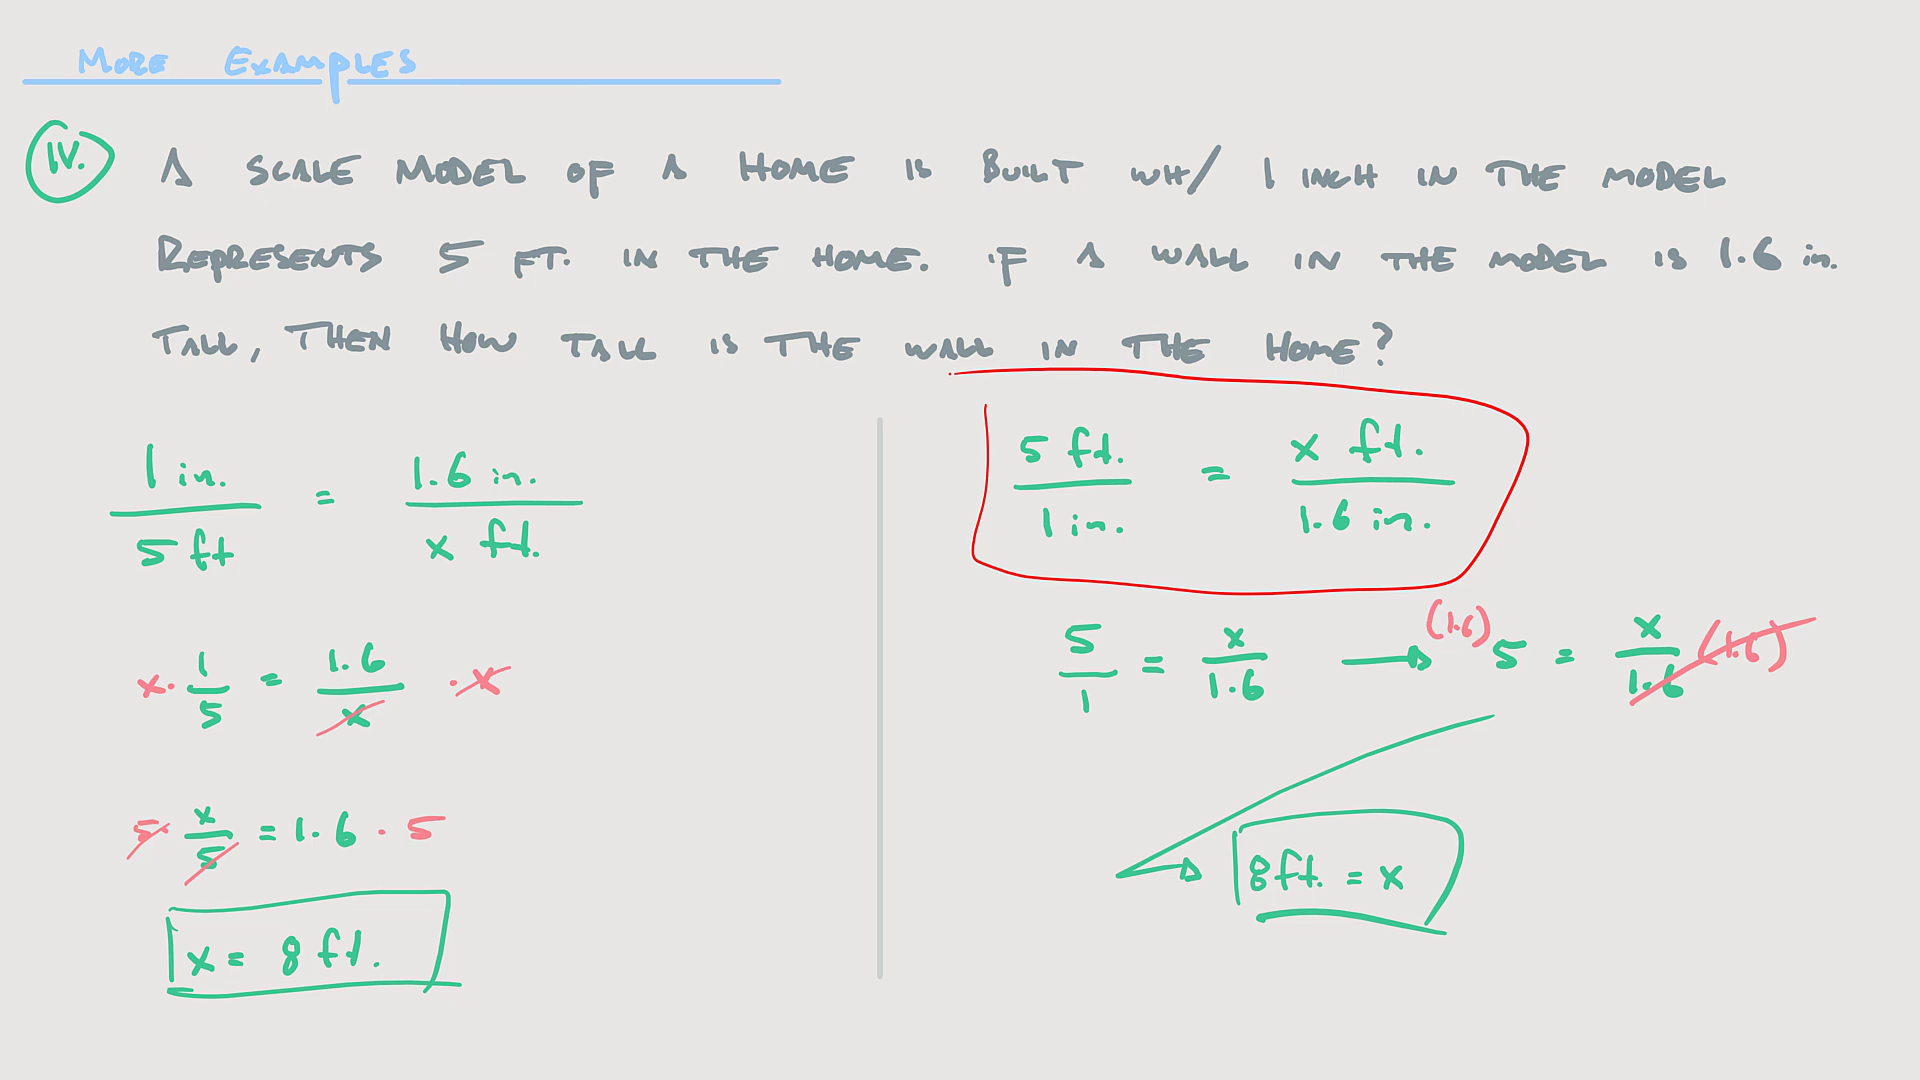 MORE EXAMPLES
IV. A SCALE MODEL OF A HOME IS BUILT WH/ 1 INCH IN THE MODEL
REPRESENTS 5 FT. IN THE HOME. IF A WALL IN THE MODEL IS 1.6 in.
TALL, THEN HOW TALL IS THE WALL IN THE HOME?
1 in. / 5 ft = 1.6 in. / x ft.
x · 1/5 = 1.6/x · x
5 · x/5 = 1.6 · 5
x = 8 ft.
5 ft. / 1 in. = x ft. / 1.6 in.
5/1 = x/1.6 → (1.6) 5 = x/1.6 (1.6)
→ 8 ft. = x